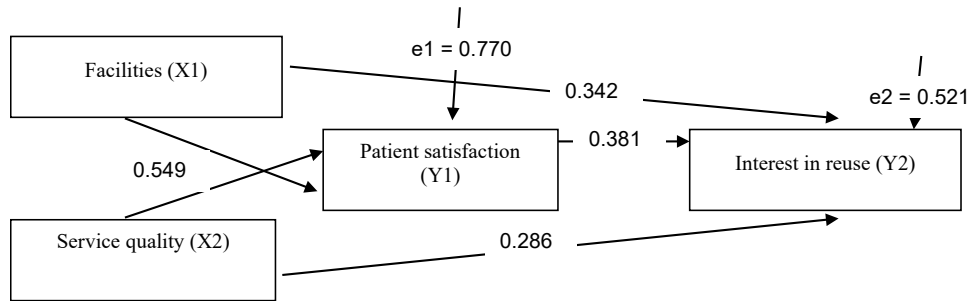 e1 = 0.770
Facilities (X1)
0.342
e2 = 0.521
Patient satisfaction
(Y1)
0.381
Interest in reuse (Y2)
0.549
Service quality (X2)
0.286